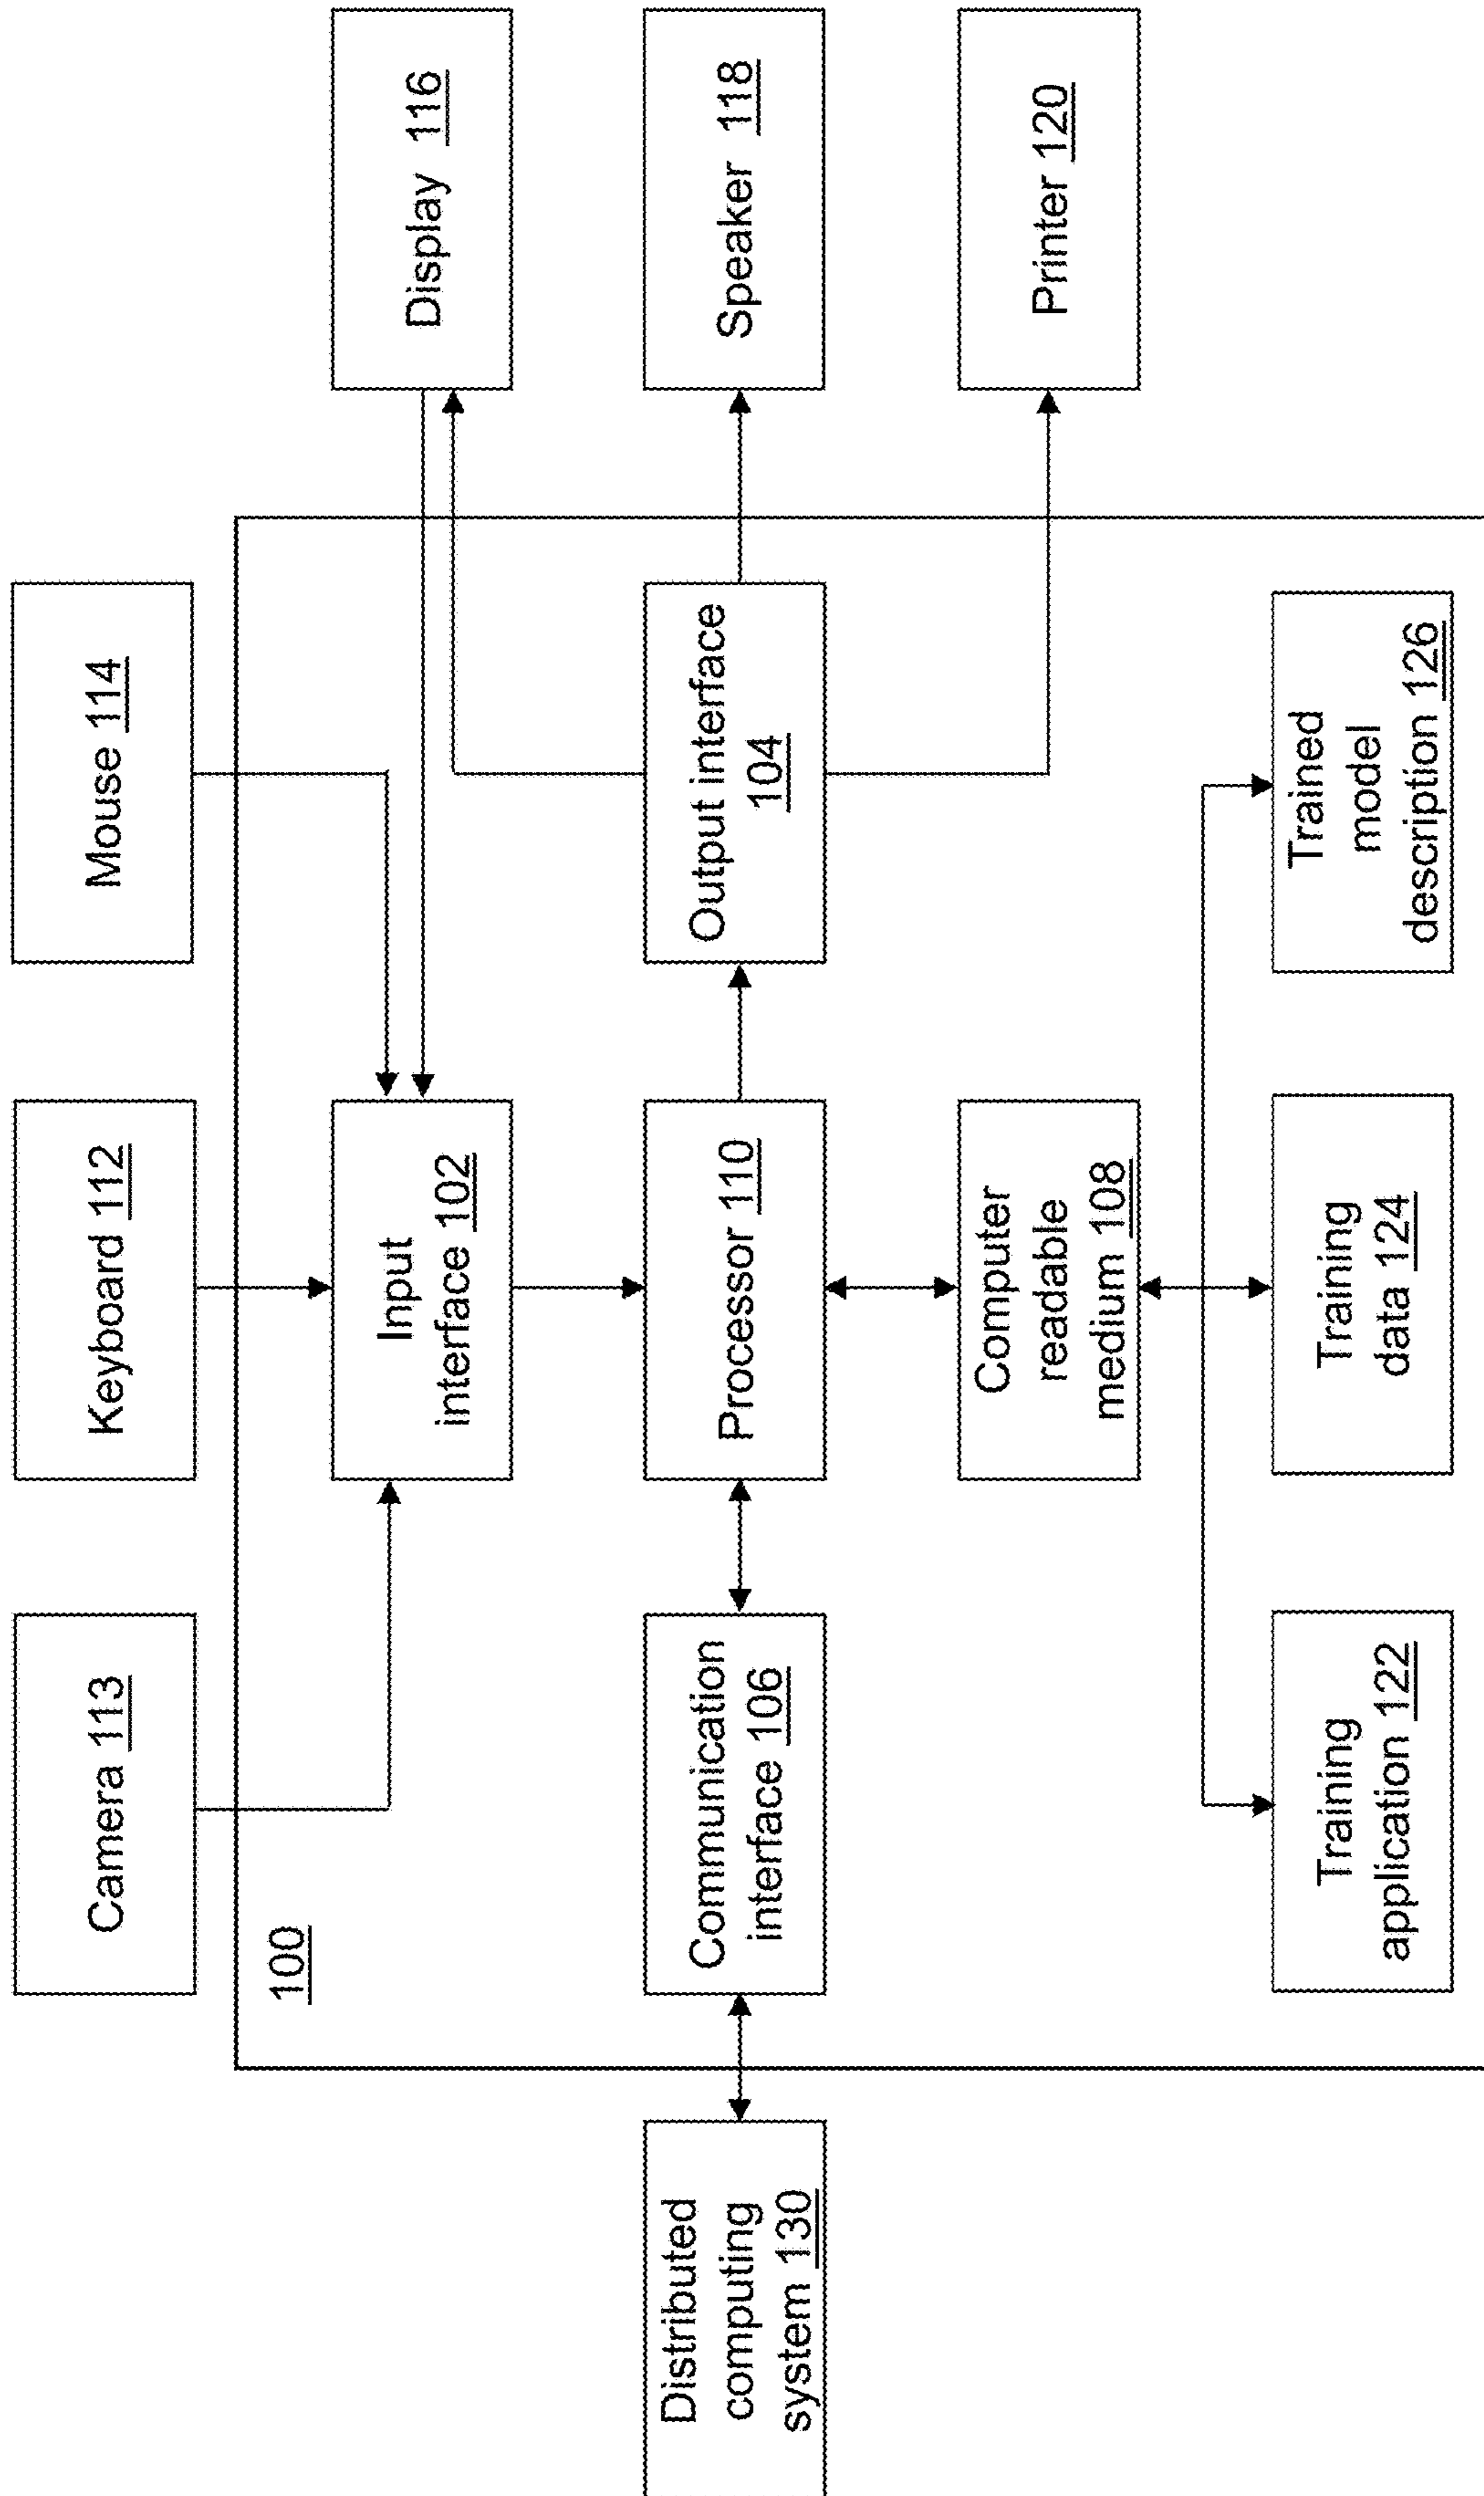 Camera 113
Keyboard 112
Mouse 114
100
Input
interface 102
Display 116
Distributed
computing
system 130
Communication
interface 106
Processor 110
Output interface
104
Speaker 118
Computer
readable
medium 108
Printer 120
Training
application 122
Training
data 124
Trained
model
description 126